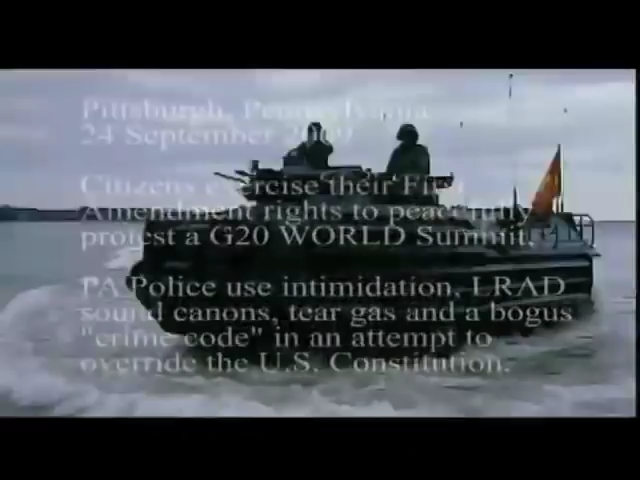 Pittsburgh, Pennsylvania
24 September 2009
Citizens exercise their First
Amendment rights to peacefully
protest a G20 WORLD Summit.
PA Police use intimidation, LRAD
sound canons, tear gas and a bogus
"crime code" in an attempt to
override the U.S. Constitution.